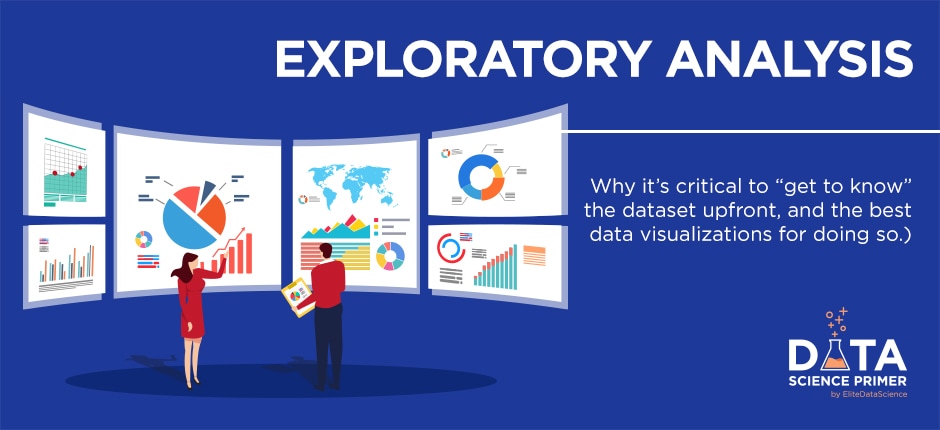 EXPLORATORY ANALYSIS
Why it’s critical to “get to know”
the dataset upfront, and the best
data visualizations for doing so.)
DATA
SCIENCE PRIMER
by EliteDataScience